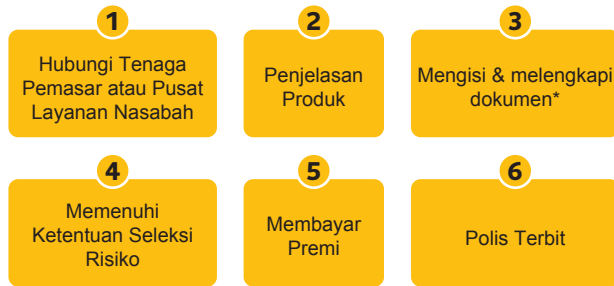 1
Hubungi Tenaga
Pemasar atau Pusat
Layanan Nasabah
2
Penjelasan
Produk
3
Mengisi & melengkapi
dokumen*
4
Memenuhi
Ketentuan Seleksi
Risiko
5
Membayar
Premi
6
Polis Terbit